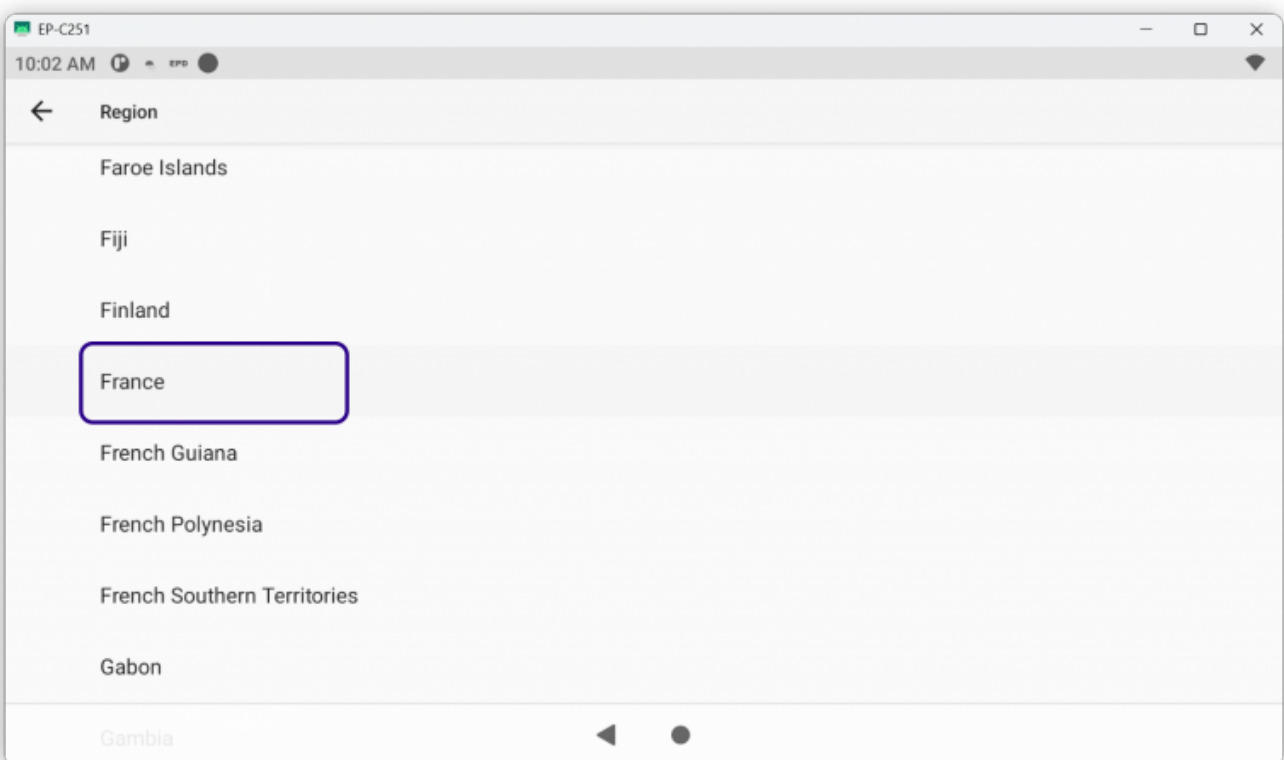 EP-C251
10:02 AM EPD
Region
Faroe Islands
Fiji
Finland
France
French Guiana
French Polynesia
French Southern Territories
Gabon
Gambia